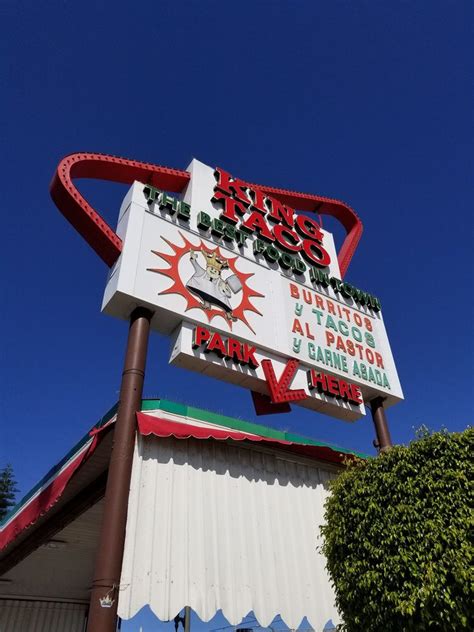 KING
TACO
THE BEST FOOD IN TOWN
BURRITOS
y TACOS
AL PASTOR
y CARNE ASADA
PARK HERE